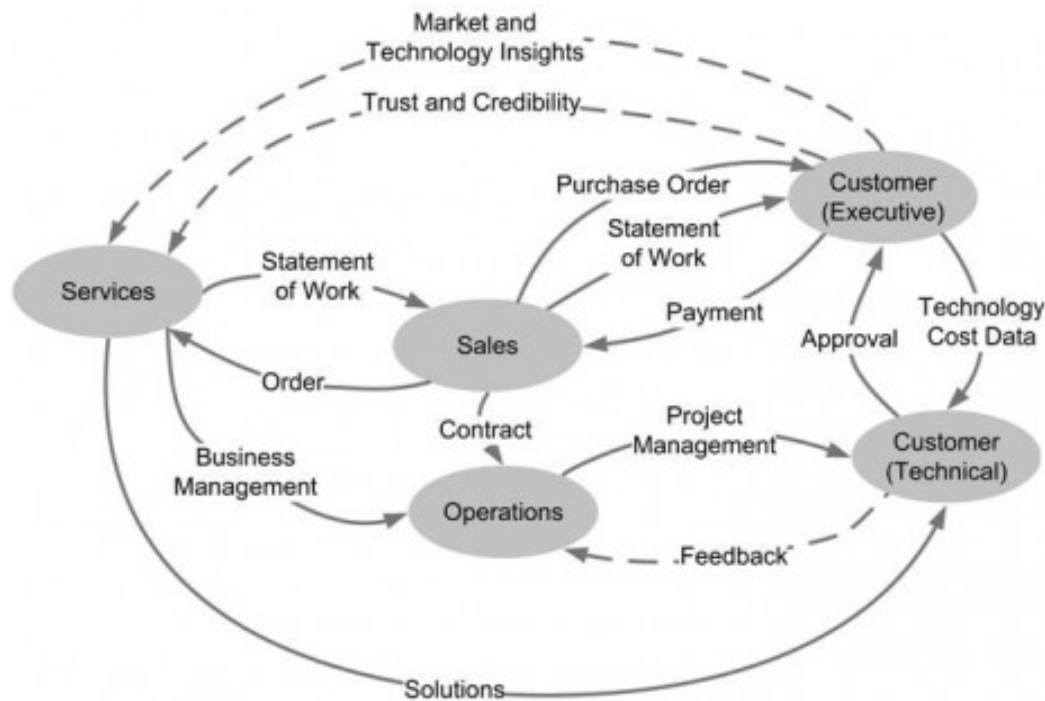 Market and
Technology Insights
Trust and Credibility
Purchase Order
Customer
(Executive)
Statement
of Work
Services
Statement
of Work
Payment
Technology
Cost Data
Approval
Sales
Order
Contract
Project
Management
Customer
(Technical)
Business
Management
Operations
Feedback
Solutions